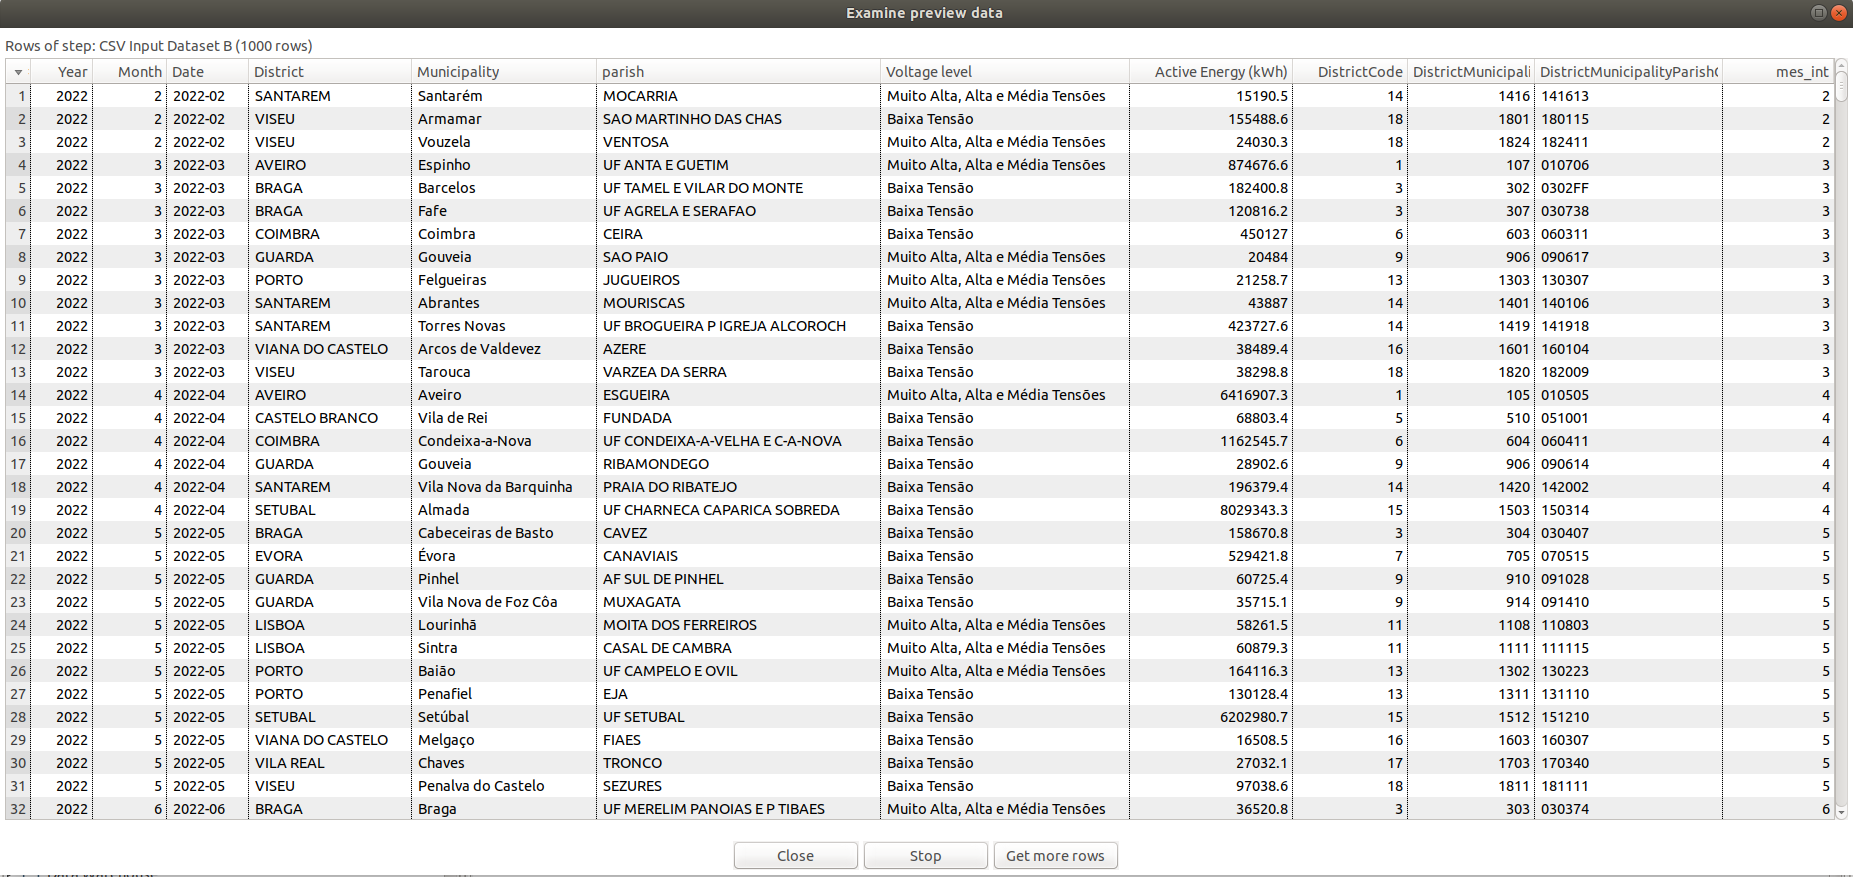 Examine preview data
Rows of step: CSV Input Dataset B (1000 rows)
Year Month Date District Municipality parish Voltage level Active Energy (kWh) DistrictCode DistrictMunicipali DistrictMunicipalityParish mes_int
1 2022 2 2022-02 SANTAREM Santarém MOCARRIA Muito Alta, Alta e Média Tensões 15190.5 14 1416 141613 2
2 2022 2 2022-02 VISEU Armamar SAO MARTINHO DAS CHAS Baixa Tensão 155488.6 18 1801 180115 2
3 2022 2 2022-02 VISEU Vouzela VENTOSA Muito Alta, Alta e Média Tensões 24030.3 18 1824 182411 2
4 2022 3 2022-03 AVEIRO Espinho UF ANTA E GUETIM Muito Alta, Alta e Média Tensões 874676.6 1 107 010706 3
5 2022 3 2022-03 BRAGA Barcelos UF TAMEL E VILAR DO MONTE Baixa Tensão 182400.8 3 302 0302FF 3
6 2022 3 2022-03 BRAGA Fafe UF AGRELA E SERAFAO Baixa Tensão 120816.2 3 307 030738 3
7 2022 3 2022-03 COIMBRA Coimbra CEIRA Baixa Tensão 450127 6 603 060311 3
8 2022 3 2022-03 GUARDA Gouveia SAO PAIO Muito Alta, Alta e Média Tensões 20484 9 906 090617 3
9 2022 3 2022-03 PORTO Felgueiras JUGUEIROS Muito Alta, Alta e Média Tensões 21258.7 13 1303 130307 3
10 2022 3 2022-03 SANTAREM Abrantes MOURISCAS Muito Alta, Alta e Média Tensões 43887 14 1401 140106 3
11 2022 3 2022-03 SANTAREM Torres Novas UF BROGUEIRA P IGREJA ALCOROCH Baixa Tensão 423727.6 14 1419 141918 3
12 2022 3 2022-03 VIANA DO CASTELO Arcos de Valdevez AZERE Baixa Tensão 38489.4 16 1601 160104 3
13 2022 3 2022-03 VISEU Tarouca VARZEA DA SERRA Baixa Tensão 38298.8 18 1820 182009 3
14 2022 4 2022-04 AVEIRO Aveiro ESGUEIRA Muito Alta, Alta e Média Tensões 6416907.3 1 105 010505 4
15 2022 4 2022-04 CASTELO BRANCO Vila de Rei FUNDADA Baixa Tensão 68803.4 5 510 051001 4
16 2022 4 2022-04 COIMBRA Condeixa-a-Nova UF CONDEIXA-A-VELHA E C-A-NOVA Baixa Tensão 1162545.7 6 604 060411 4
17 2022 4 2022-04 GUARDA Gouveia RIBAMONDEGO Baixa Tensão 28902.6 9 906 090614 4
18 2022 4 2022-04 SANTAREM Vila Nova da Barquinha PRAIA DO RIBATEJO Baixa Tensão 196379.4 14 1420 142002 4
19 2022 4 2022-04 SETUBAL Almada UF CHARNECA CAPARICA SOBREDA Baixa Tensão 8029343.3 15 1503 150314 4
20 2022 5 2022-05 BRAGA Cabeceiras de Basto CAVEZ Baixa Tensão 158670.8 3 304 030407 5
21 2022 5 2022-05 EVORA Évora CANAVIAIS Baixa Tensão 529421.8 7 705 070515 5
22 2022 5 2022-05 GUARDA Pinhel AF SUL DE PINHEL Baixa Tensão 60725.4 9 910 091028 5
23 2022 5 2022-05 GUARDA Vila Nova de Foz Côa MUXAGATA Baixa Tensão 35715.1 9 914 091410 5
24 2022 5 2022-05 LISBOA Lourinhã MOITA DOS FERREIROS Muito Alta, Alta e Média Tensões 58261.5 11 1108 110803 5
25 2022 5 2022-05 LISBOA Sintra CASAL DE CAMBRA Muito Alta, Alta e Média Tensões 60879.3 11 1111 111115 5
26 2022 5 2022-05 PORTO Baião UF CAMPELO E OVIL Muito Alta, Alta e Média Tensões 164116.3 13 1302 130223 5
27 2022 5 2022-05 PORTO Penafiel EJA Baixa Tensão 130128.4 13 1311 131110 5
28 2022 5 2022-05 SETUBAL Setúbal UF SETUBAL Baixa Tensão 6202980.7 15 1512 151210 5
29 2022 5 2022-05 VIANA DO CASTELO Melgaço FIAES Baixa Tensão 16508.5 16 1603 160307 5
30 2022 5 2022-05 VILA REAL Chaves TRONCO Baixa Tensão 27032.1 17 1703 170340 5
31 2022 5 2022-05 VISEU Penalva do Castelo SEZURES Baixa Tensão 97038.6 18 1811 181111 5
32 2022 6 2022-06 BRAGA Braga UF MERELIM PANOIAS E P TIBAES Muito Alta, Alta e Média Tensões 36520.8 3 303 030374 6
Close Stop Get more rows